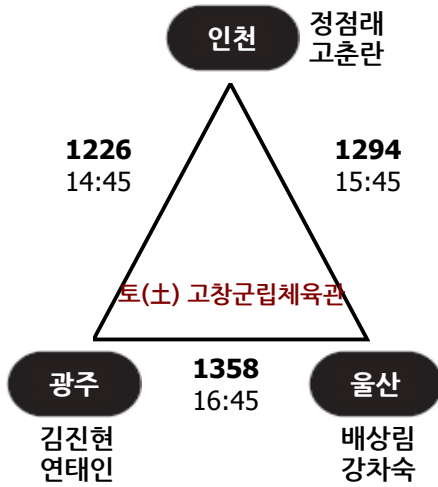 인천
정점래
고춘란
1226
14:45
1294
15:45
토(土) 고창군립체육관
광주
1358
16:45
울산
김진현
연태인
배상림
강차숙